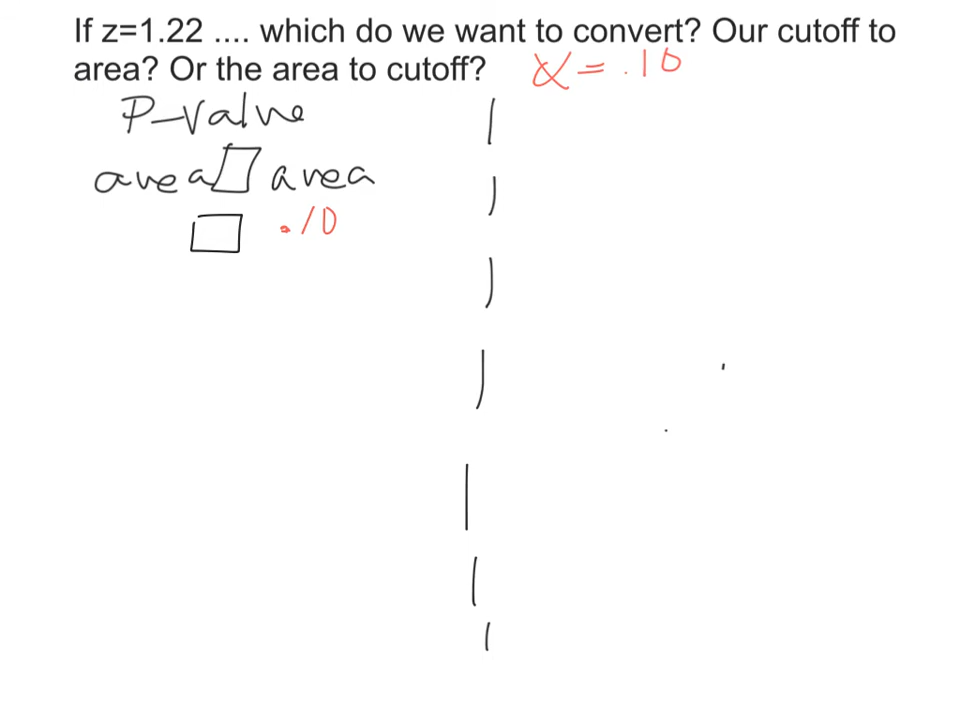 If z=1.22 .... which do we want to convert? Our cutoff to
area? Or the area to cutoff? α = .10
P-value
area area
.10